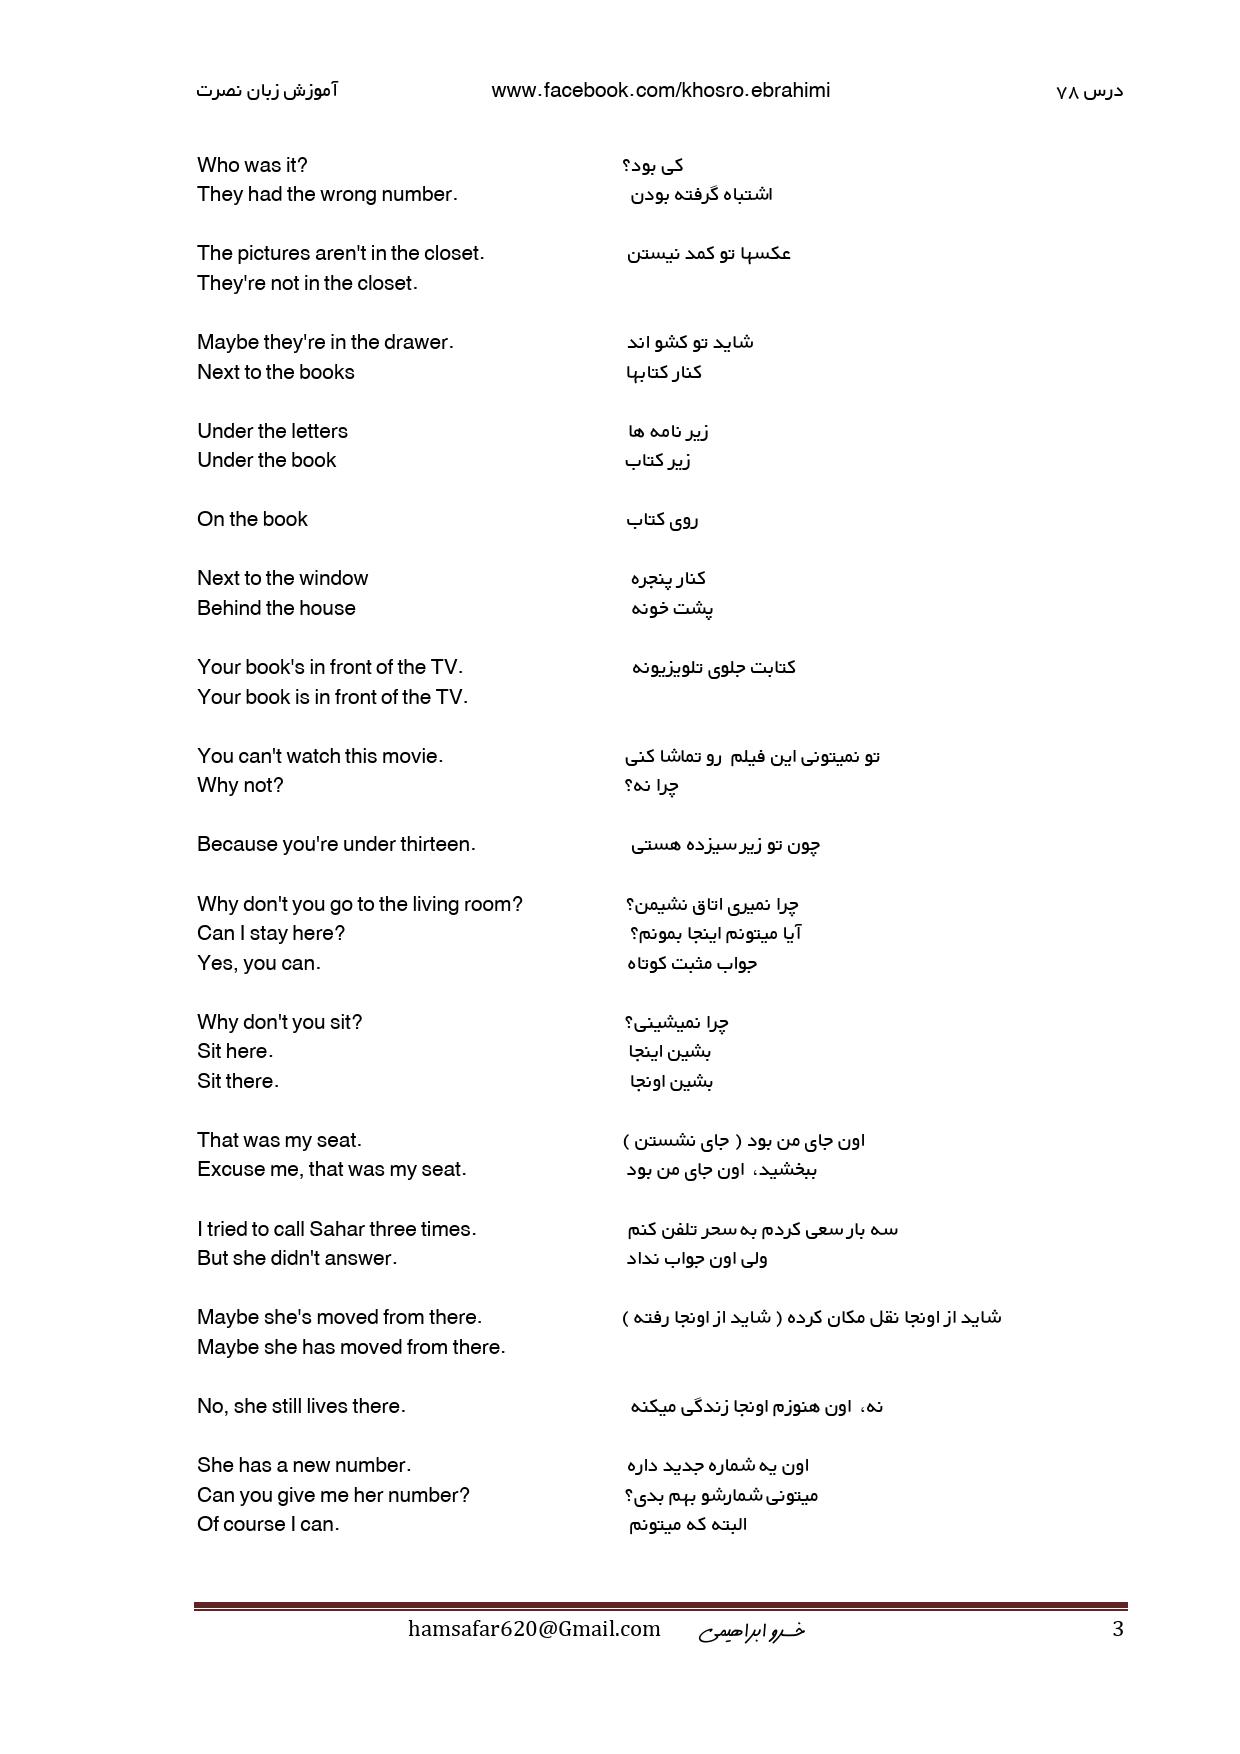 آموزش زبان نصرت www.facebook.com/khosro.ebrahimi درس ۷۸
Who was it? کی بود؟
They had the wrong number. اشتباه گرفته بودن
The pictures aren't in the closet. عکسها تو کمد نیستن
They're not in the closet.
Maybe they're in the drawer. شاید تو کشو اند
Next to the books کنار کتابها
Under the letters زیر نامه ها
Under the book زیر کتاب
On the book روی کتاب
Next to the window کنار پنجره
Behind the house پشت خونه
Your book's in front of the TV. کتابت جلوی تلویزیونه
Your book is in front of the TV.
You can't watch this movie. تو نمیتونی این فیلم رو تماشا کنی
Why not? چرا نه؟
Because you're under thirteen. چون تو زیر سیزده هستی
Why don't you go to the living room? چرا نمیری اتاق نشیمن؟
Can I stay here? آیا میتونم اینجا بمونم؟
Yes, you can. جواب مثبت کوتاه
Why don't you sit? چرا نمیشینی؟
Sit here. بشین اینجا
Sit there. بشین اونجا
That was my seat. اون جای من بود ( جای نشستن )
Excuse me, that was my seat. ببخشید، اون جای من بود
I tried to call Sahar three times. سه بار سعی کردم به سحر تلفن کنم
But she didn't answer. ولی اون جواب نداد
Maybe she's moved from there. شاید از اونجا نقل مکان کرده ( شاید از اونجا رفته )
Maybe she has moved from there.
No, she still lives there. نه، اون هنوزم اونجا زندگی میکنه
She has a new number. اون یه شماره جدید داره
Can you give me her number? میتونی شمارشو بهم بدی؟
Of course I can. البته که میتونم
hamsafar620@Gmail.com خسرو ابراهیمی 3